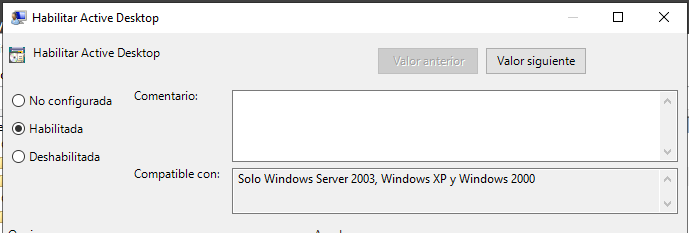 Habilitar Active Desktop
Habilitar Active Desktop
Valor anterior
Valor siguiente
No configurada
Comentario:
Habilitada
Deshabilitada
Compatible con:
Solo Windows Server 2003, Windows XP y Windows 2000